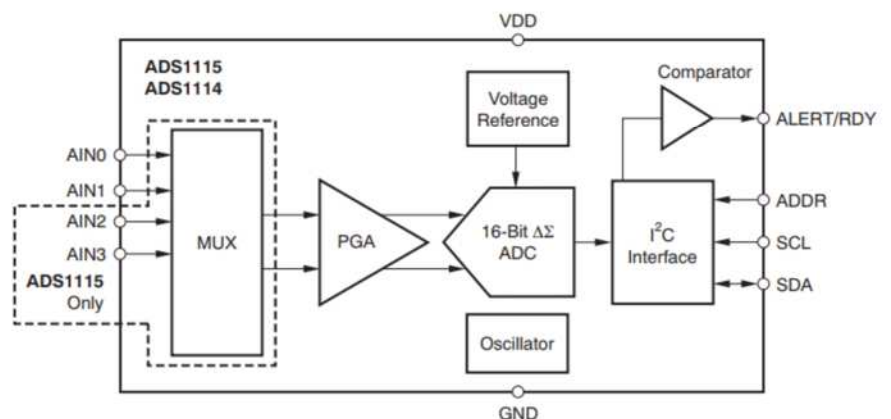 VDD
ADS1115
ADS1114
Comparator
Voltage
Reference
ALERT/RDY
AIN0
AIN1
AIN2
AIN3
MUX
PGA
16-Bit ΔΣ
ADC
I²C
Interface
ADDR
SCL
SDA
ADS1115
Only
Oscillator
GND